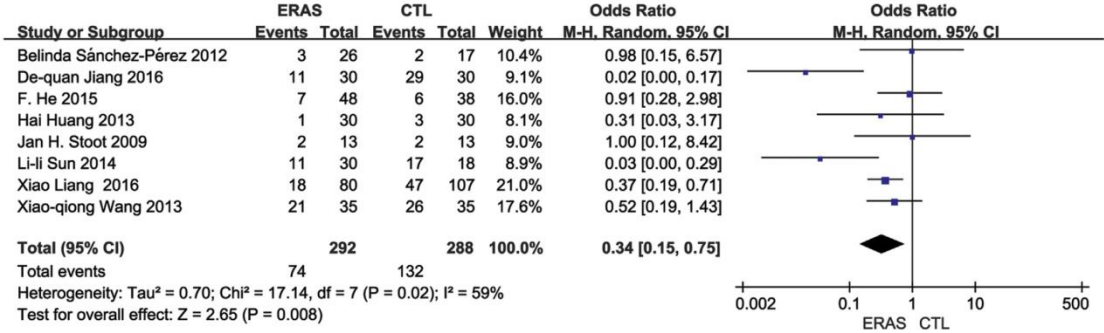 ERAS CTL Odds Ratio Odds Ratio
Study or Subgroup Events Total Events Total Weight M-H. Random. 95% CI M-H. Random. 95% CI
Belinda Sánchez-Pérez 2012 3 26 2 17 10.4% 0.98 [0.15, 6.57]
De-quan Jiang 2016 11 30 29 30 9.1% 0.02 [0.00, 0.17]
F. He 2015 7 48 6 38 16.0% 0.91 [0.28, 2.98]
Hai Huang 2013 1 30 3 30 8.1% 0.31 [0.03, 3.17]
Jan H. Stoot 2009 2 13 2 13 9.0% 1.00 [0.12, 8.42]
Li-li Sun 2014 11 30 17 18 8.9% 0.03 [0.00, 0.29]
Xiao Liang 2016 18 80 47 107 21.0% 0.37 [0.19, 0.71]
Xiao-qiong Wang 2013 21 35 26 35 17.6% 0.52 [0.19, 1.43]
Total (95% CI) 292 288 100.0% 0.34 [0.15, 0.75]
Total events 74 132
Heterogeneity: Tau² = 0.70; Chi² = 17.14, df = 7 (P = 0.02); I² = 59%
Test for overall effect: Z = 2.65 (P = 0.008)
0.002 0.1 1 10 500
ERAS CTL